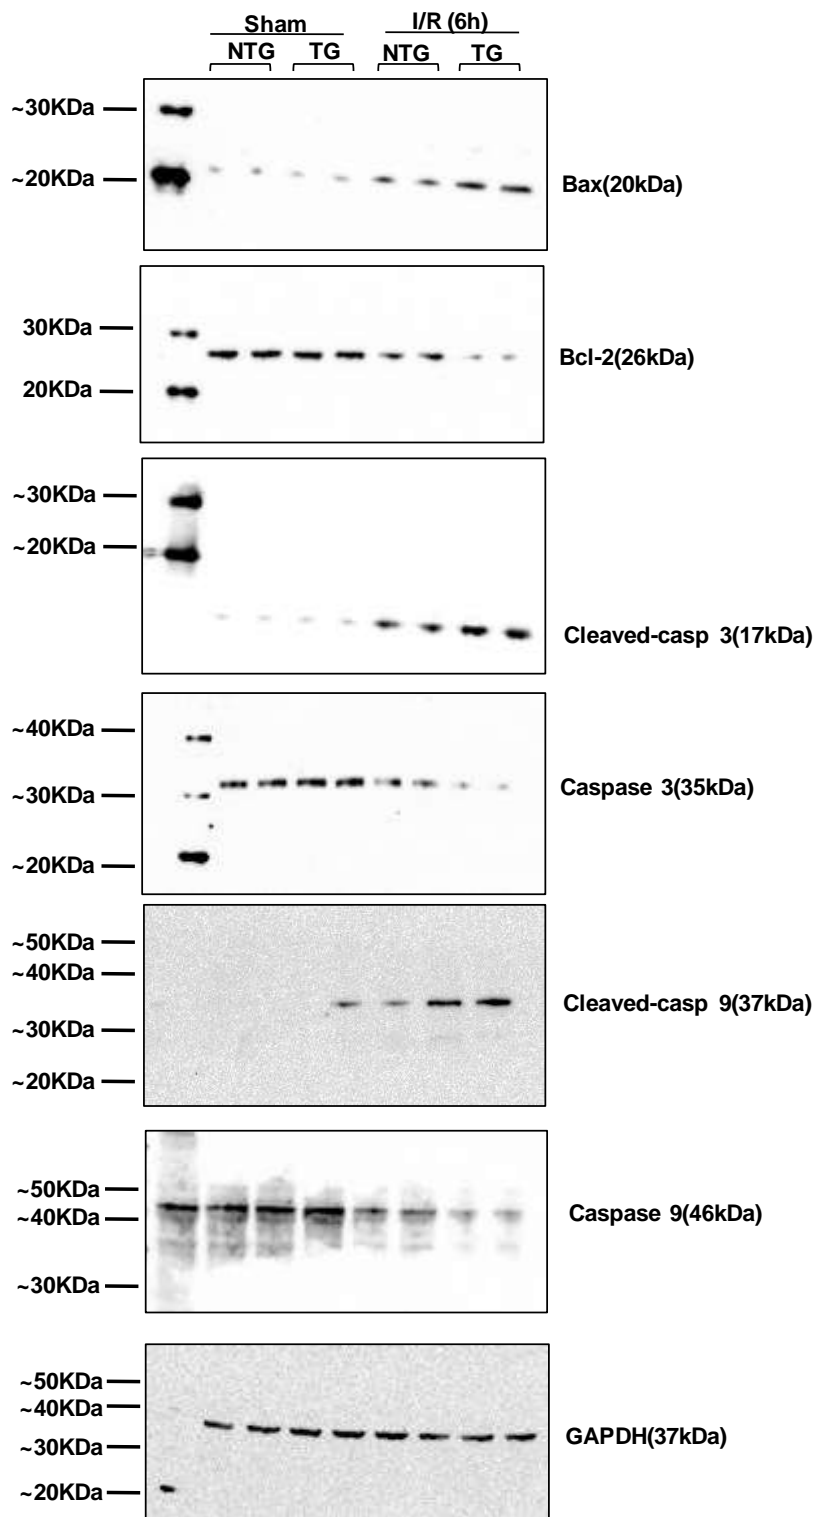 Sham I/R (6h)
NTG TG NTG TG
~30KDa
~20KDa
Bax(20kDa)
30KDa
20KDa
Bcl-2(26kDa)
~30KDa
~20KDa
Cleaved-casp 3(17kDa)
~40KDa
~30KDa
~20KDa
Caspase 3(35kDa)
~50KDa
~40KDa
~30KDa
~20KDa
Cleaved-casp 9(37kDa)
~50KDa
~40KDa
~30KDa
Caspase 9(46kDa)
~50KDa
~40KDa
~30KDa
~20KDa
GAPDH(37kDa)